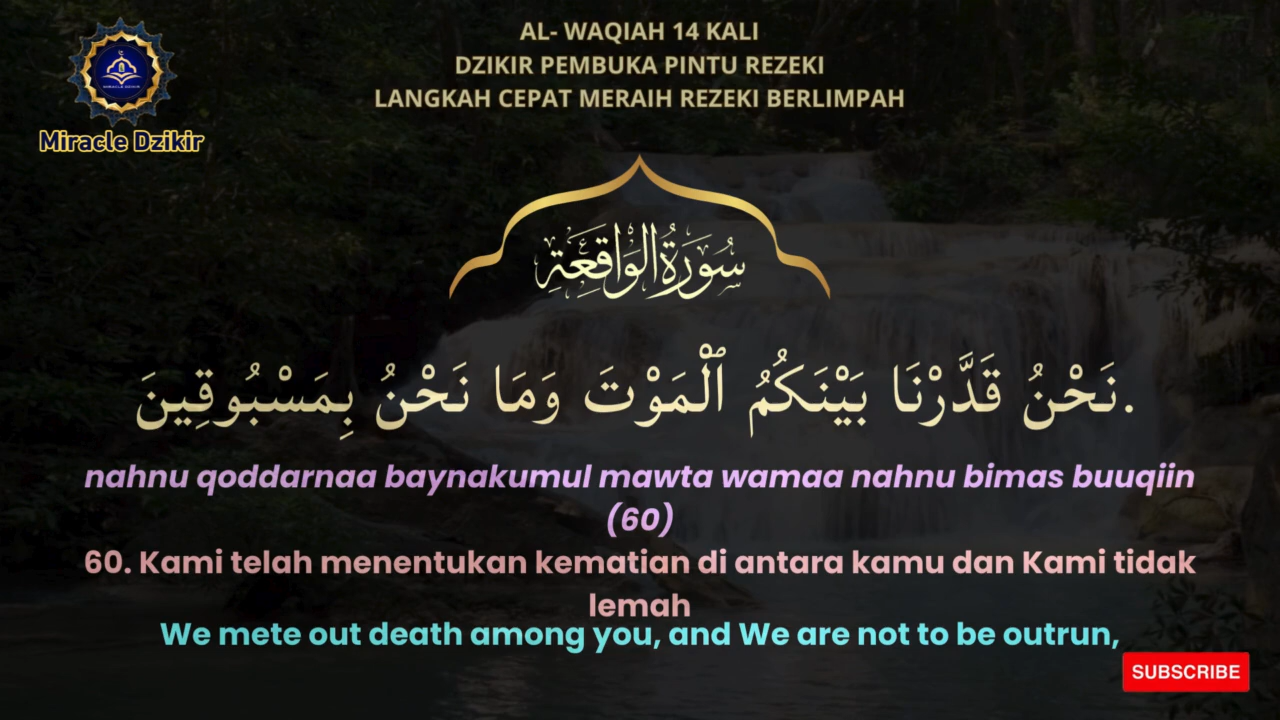 AL- WAQIAH 14 KALI
DZIKIR PEMBUKA PINTU REZEKI
LANGKAH CEPAT MERAIH REZEKI BERLIMPAH
MIRACLE DZIKIR
Miracle Dzikir
سُورَةُ الوَاقِعَةِ
نَحْنُ قَدَّرْنَا بَيْنَكُمُ ٱلْمَوْتَ وَمَا نَحْنُ بِمَسْبُوقِينَ.
nahnu qoddarnaa baynakumul mawta wamaa nahnu bimas buuqiin
(60)
60. Kami telah menentukan kematian di antara kamu dan Kami tidak
lemah
We mete out death among you, and We are not to be outrun,
SUBSCRIBE